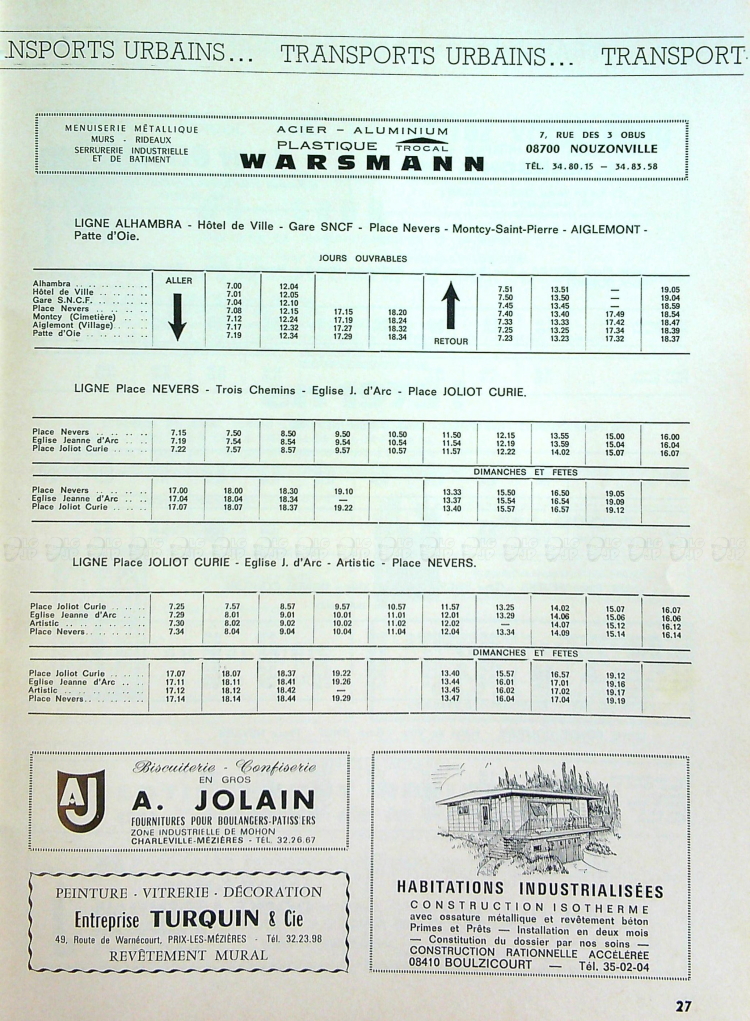 .NSPORTS URBAINS... TRANSPORTS URBAINS... TRANSPORT
MENUISERIE MÉTALLIQUE
MURS - RIDEAUX
SERRURERIE INDUSTRIELLE
ET DE BATIMENT
ACIER - ALUMINIUM
PLASTIQUE TROCAL
WARSMANN
7, RUE DES 3 OBUS
08700 NOUZONVILLE
TÉL. 34.80.15 — 34.83.58
LIGNE ALHAMBRA - Hôtel de Ville - Gare SNCF - Place Nevers - Montcy-Saint-Pierre - AIGLEMONT -
Patte d'Oie.
JOURS OUVRABLES
ALLER
RETOUR
Alhambra .. .. .. .. .. 7.00 12.04 7.51 13.51 — 19.05
Hôtel de Ville .. .. .. .. 7.01 12.05 7.50 13.50 — 19.04
Gare S.N.C.F. .. .. .. .. 7.04 12.10 7.45 13.45 — 18.59
Place Nevers .. .. .. .. 7.08 12.15 17.15 18.20 7.40 13.40 17.49 18.54
Montcy (Cimetière) .. .. 7.12 12.24 17.19 18.24 7.33 13.33 17.42 18.47
Aiglemont (Village) .. .. 7.17 12.32 17.27 18.32 7.25 13.25 17.34 18.39
Patte d'Oie .. .. .. .. 7.19 12.34 17.29 18.34 7.23 13.23 17.32 18.37
LIGNE Place NEVERS - Trois Chemins - Eglise J. d'Arc - Place JOLIOT CURIE.
Place Nevers .. .. .. .. 7.15 7.50 8.50 9.50 10.50 11.50 12.15 13.55 15.00 16.00
Eglise Jeanne d'Arc .. .. 7.19 7.54 8.54 9.54 10.54 11.54 12.19 13.59 15.04 16.04
Place Joliot Curie .. .. .. 7.22 7.57 8.57 9.57 10.57 11.57 12.22 14.02 15.07 16.07
DIMANCHES ET FETES
Place Nevers .. .. .. .. 17.00 18.00 18.30 19.10 13.33 15.50 16.50 19.05
Eglise Jeanne d'Arc .. .. 17.04 18.04 18.34 — 13.37 15.54 16.54 19.09
Place Joliot Curie .. .. .. 17.07 18.07 18.37 19.22 13.40 15.57 16.57 19.12
LIGNE Place JOLIOT CURIE - Eglise J. d'Arc - Artistic - Place NEVERS.
Place Joliot Curie .. .. .. 7.25 7.57 8.57 9.57 10.57 11.57 13.25 14.02 15.07 16.07
Eglise Jeanne d'Arc .. .. 7.29 8.01 9.01 10.01 11.01 12.01 13.29 14.06 15.06 16.06
Artistic .. .. .. .. .. 7.30 8.02 9.02 10.02 11.02 12.02 — 14.07 15.12 16.12
Place Nevers.. .. .. .. 7.34 8.04 9.04 10.04 11.04 12.04 13.34 14.09 15.14 16.14
DIMANCHES ET FETES
Place Joliot Curie .. .. .. 17.07 18.07 18.37 19.22 13.40 15.57 16.57 19.12
Eglise Jeanne d'Arc .. .. 17.11 18.11 18.41 19.26 13.44 16.01 17.01 19.16
Artistic .. .. .. .. .. 17.12 18.12 18.42 — 13.45 16.02 17.02 19.17
Place Nevers.. .. .. .. 17.14 18.14 18.44 19.29 13.47 16.04 17.04 19.19
AJ
Biscuiterie - Confiserie
EN GROS
A. JOLAIN
FOURNITURES POUR BOULANGERS-PATISSIERS
ZONE INDUSTRIELLE DE MOHON
CHARLEVILLE-MÉZIÈRES - TÉL. 32.26.67
PEINTURE - VITRERIE - DÉCORATION
Entreprise TURQUIN & Cie
49, Route de Warnécourt, PRIX-LES-MÉZIÈRES - Tél. 32.23.98
REVÊTEMENT MURAL
HABITATIONS INDUSTRIALISÉES
CONSTRUCTION ISOTHERME
avec ossature métallique et revêtement béton
Primes et Prêts — Installation en deux mois
— Constitution du dossier par nos soins —
CONSTRUCTION RATIONNELLE ACCÉLÉRÉE
08410 BOULZICOURT — Tél. 35-02-04
27